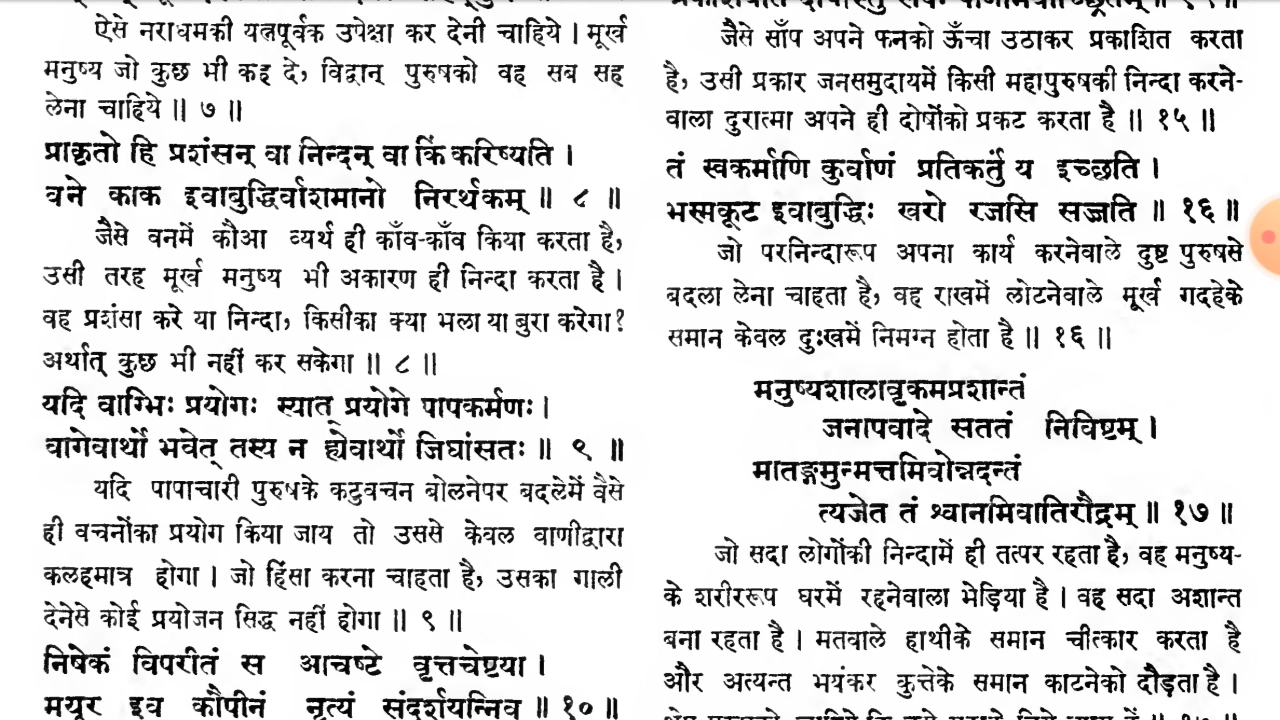 ऐसे नराधमकी यत्नपूर्वक उपेक्षा कर देनी चाहिये । मूर्ख
मनुष्य जो कुछ भी कह दे, विद्वान् पुरुषको वह सब सह
लेना चाहिये ॥ ७ ॥
प्राकृतो हि प्रशंसन् वा निन्दन् वा किं करिष्यति ।
वने काक इवाबुद्धिर्वाशमानो निरर्थकम् ॥ ८ ॥
जैसे वनमें कौआ व्यर्थ ही काँव-काँव किया करता है,
उसी तरह मूर्ख मनुष्य भी अकारण ही निन्दा करता है ।
वह प्रशंसा करे या निन्दा, किसीका क्या भला या बुरा करेगा?
अर्थात् कुछ भी नहीं कर सकेगा ॥ ८ ॥
यदि वाग्भिः प्रयोगः स्यात् प्रयोगे पापकर्मणः ।
वागेवार्थो भवेत् तस्य न ह्येवार्थो जिघांसतः ॥ ९ ॥
यदि पापाचारी पुरुषके कटुवचन बोलनेपर बदलेमें वैसे
ही वचनोंका प्रयोग किया जाय तो उससे केवल वाणीद्वारा
कलहमात्र होगा । जो हिंसा करना चाहता है, उसका गाली
देनेसे कोई प्रयोजन सिद्ध नहीं होगा ॥ ९ ॥
निषेकं विपरीतं स आचष्टे वृत्तचेष्टया ।
मयूर इव कौपीनं नृत्यं संदर्शयन्निव ॥ १० ॥
जैसे साँप अपने फनको ऊँचा उठाकर प्रकाशित करता
है, उसी प्रकार जनसमुदायमें किसी महापुरुषकी निन्दा करने-
वाला दुरात्मा अपने ही दोषोंको प्रकट करता है ॥ १५ ॥
तं स्वकर्माणि कुर्वाणं प्रतिकर्तुं य इच्छति ।
भस्मकूट इवाबुद्धिः खरो रजसि सज्जति ॥ १६ ॥
जो परनिन्दारूप अपना कार्य करनेवाले दुष्ट पुरुषसे
बदला लेना चाहता है, वह राखमें लोटनेवाले मूर्ख गदहेके
समान केवल दुःखमें निमग्न होता है ॥ १६ ॥
मनुष्यशालावृकमप्रशान्तं
जनापवादे सततं निविष्टम् ।
मातङ्गमुन्मत्तमिवोन्नदन्तं
त्यजेत तं श्वानमिवातिरौद्रम् ॥ १७ ॥
जो सदा लोगोंकी निन्दामें ही तत्पर रहता है, वह मनुष्य-
के शरीररूप घरमें रहनेवाला भेड़िया है । वह सदा अशान्त
बना रहता है । मतवाले हाथीके समान चीत्कार करता है
और अत्यन्त भयंकर कुत्तेके समान काटनेको दौड़ता है ।